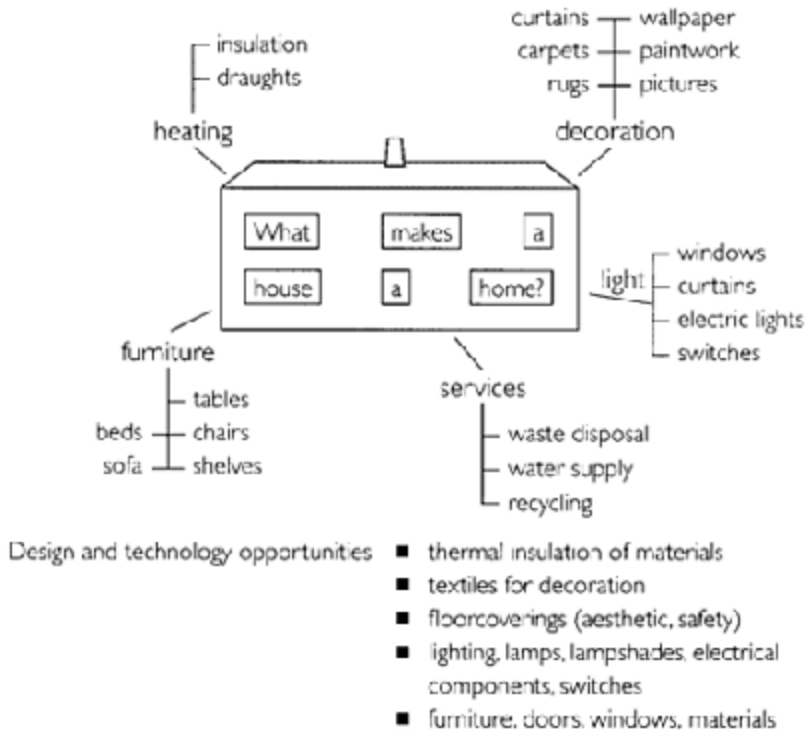 curtains wallpaper
carpets paintwork
rugs pictures
decoration
insulation
draughts
heating
What makes a
house a home?
light
windows
curtains
electric lights
switches
furniture
tables
beds chairs
sofa shelves
services
waste disposal
water supply
recycling
Design and technology opportunities ■ thermal insulation of materials
■ textiles for decoration
■ floorcoverings (aesthetic, safety)
■ lighting, lamps, lampshades, electrical
components, switches
■ furniture, doors, windows, materials